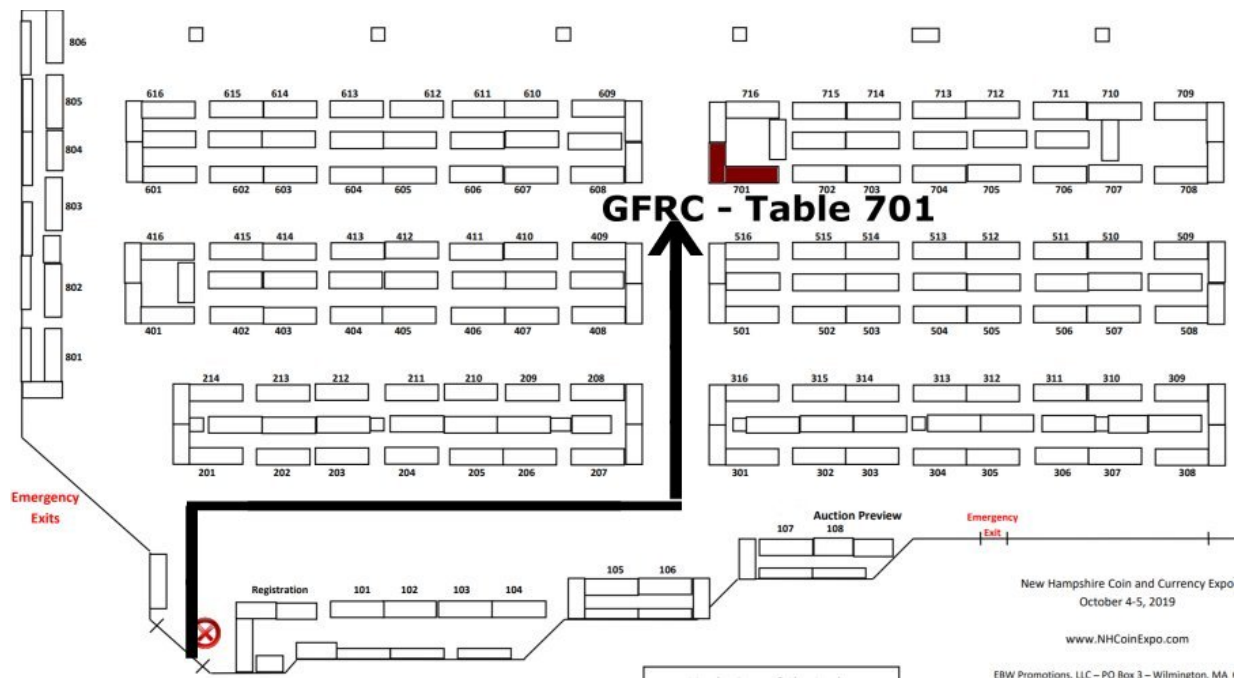 806
805
804
803
802
801
616 615 614 613 612 611 610 609
601 602 603 604 605 606 607 608
716 715 714 713 712 711 710 709
701 702 703 704 705 706 707 708
GFRC - Table 701
416 415 414 413 412 411 410 409
401 402 403 404 405 406 407 408
516 515 514 513 512 511 510 509
501 502 503 504 505 506 507 508
214 213 212 211 210 209 208
201 202 203 204 205 206 207
316 315 314 313 312 311 310 309
301 302 303 304 305 306 307 308
Emergency
Exits
Registration
101 102 103 104
105 106
Auction Preview
107 108
Emergency
Exit
New Hampshire Coin and Currency Expo
October 4-5, 2019
www.NHCoinExpo.com
EBW Promotions, LLC – PO Box 3 – Wilmington, MA